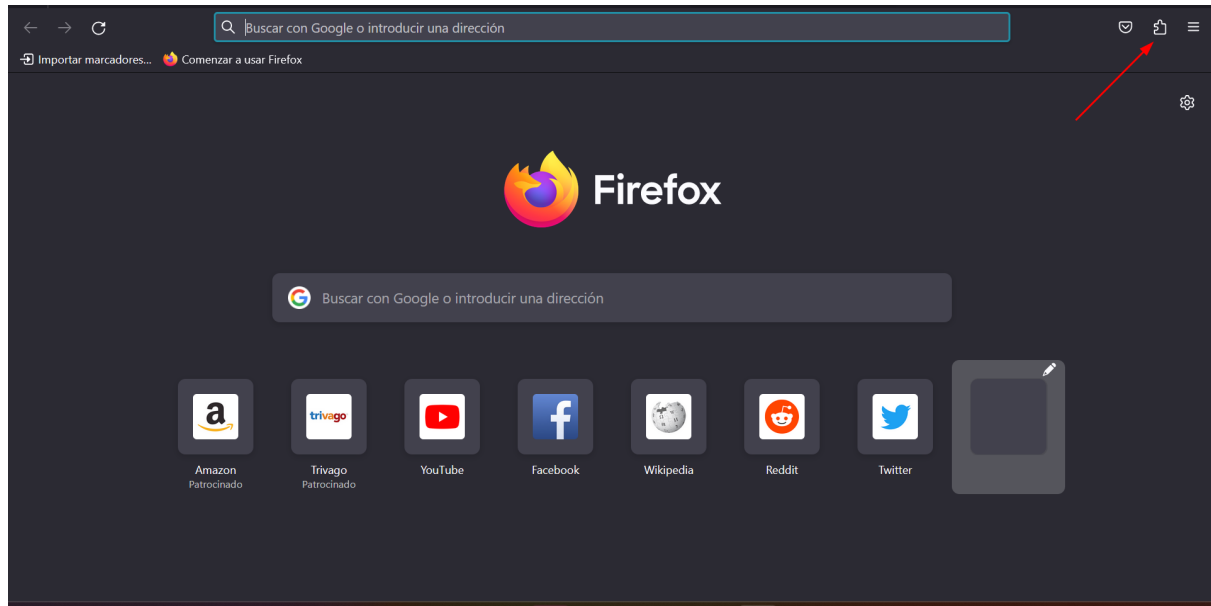 Buscar con Google o introducir una dirección
Importar marcadores... Comenzar a usar Firefox
Firefox
Buscar con Google o introducir una dirección
a trivago f
Amazon Trivago YouTube Facebook Wikipedia Reddit Twitter
Patrocinado Patrocinado